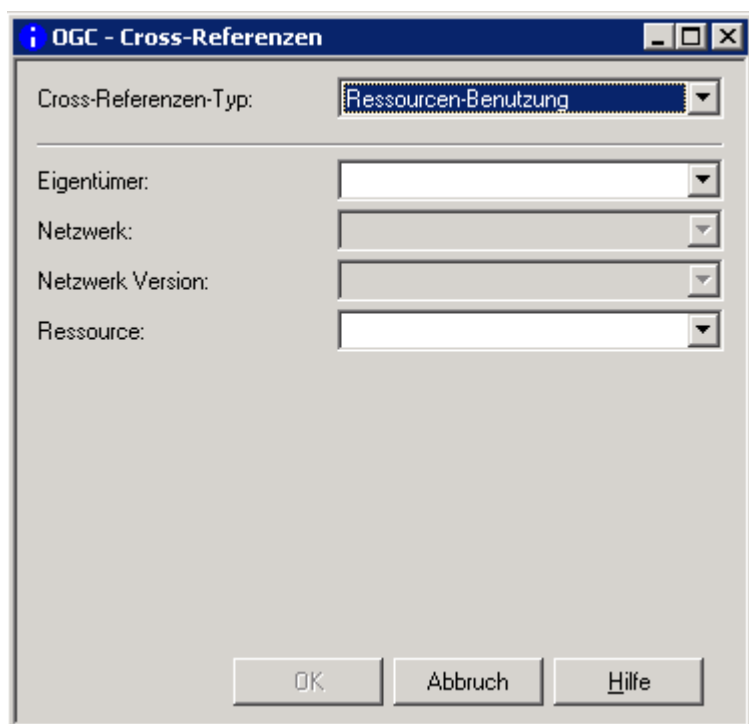 OGC - Cross-Referenzen
Cross-Referenzen-Typ: Ressourcen-Benutzung
Eigentümer:
Netzwerk:
Netzwerk Version:
Ressource:
OK Abbruch Hilfe